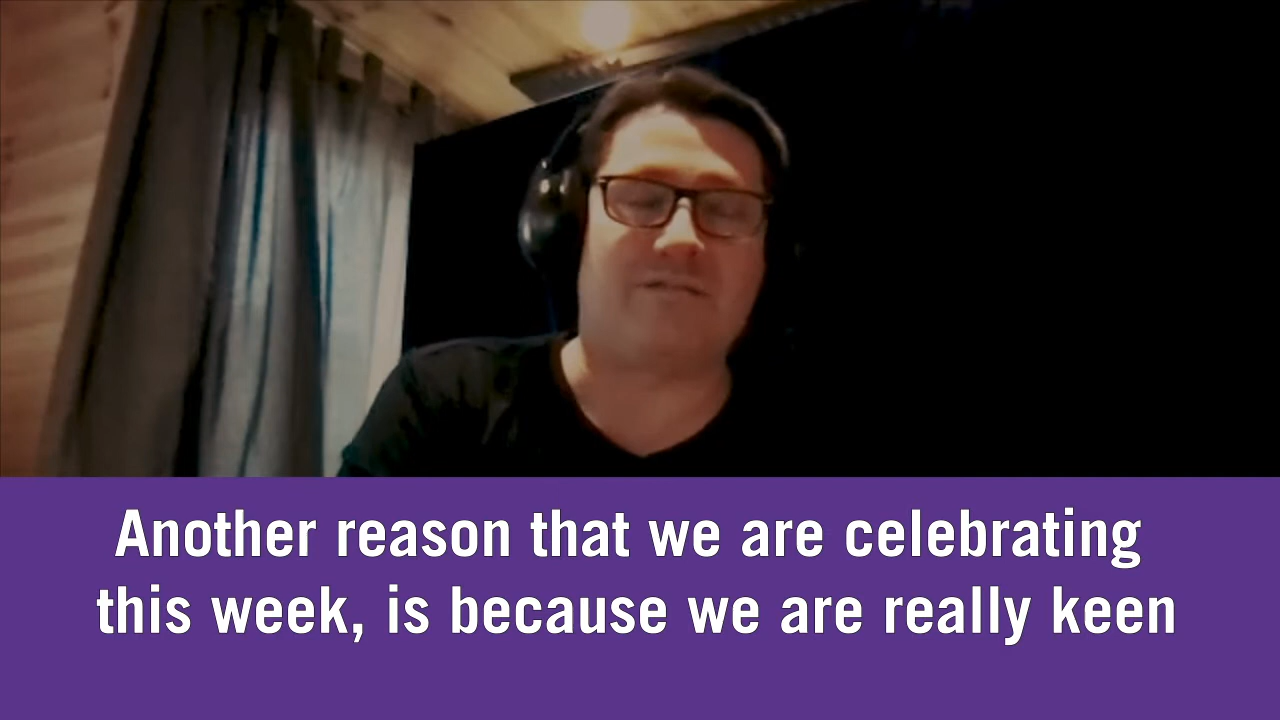 Another reason that we are celebrating
this week, is because we are really keen